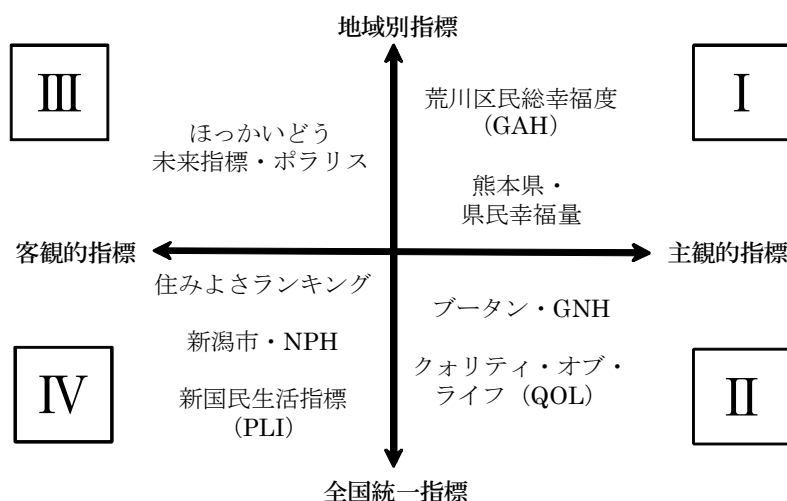 地域別指標
Ⅲ
Ⅰ
荒川区民総幸福度
(GAH)
ほっかいどう
未来指標・ポラリス
熊本県・
県民幸福量
客観的指標
主観的指標
住みよさランキング
ブータン・GNH
新潟市・NPH
クォリティ・オブ・
ライフ（QOL）
Ⅳ
Ⅱ
新国民生活指標
(PLI)
全国統一指標